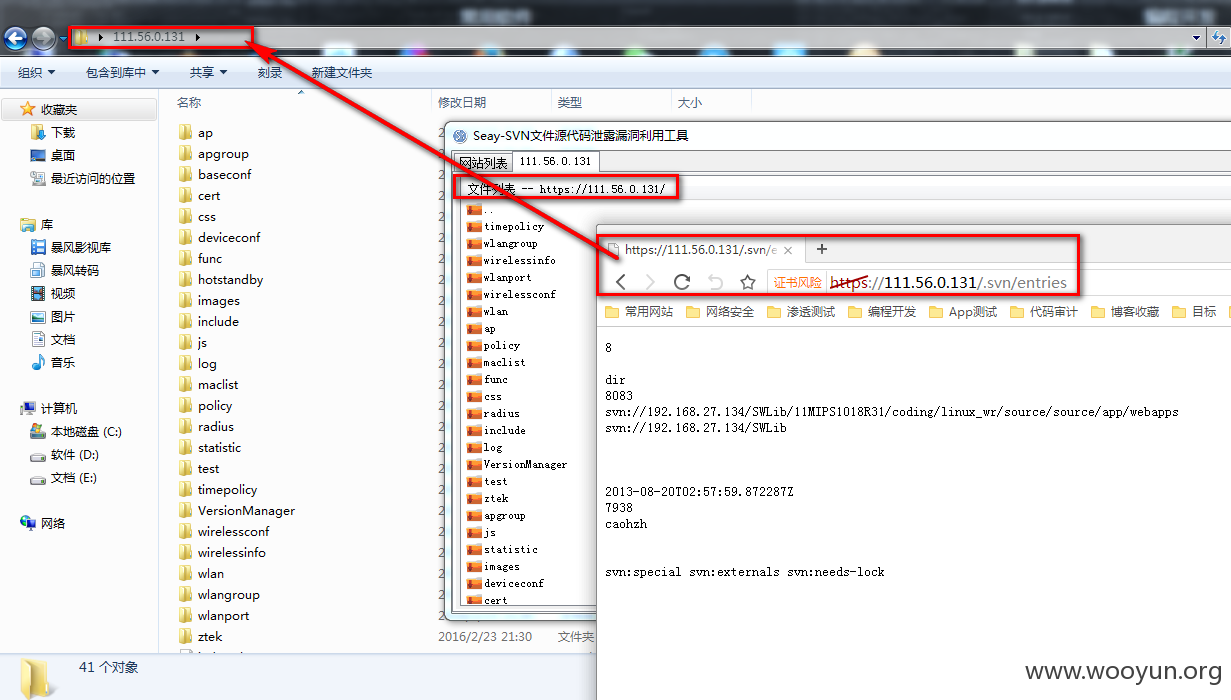 111.56.0.131
组织 包含到库中 共享 刻录 新建文件夹
收藏夹
下载
桌面
最近访问的位置
库
暴风影视库
暴风转码
视频
图片
文档
音乐
计算机
本地磁盘 (C:)
软件 (D:)
文档 (E:)
网络
名称 修改日期 类型 大小
ap
apgroup
baseconf
cert
css
deviceconf
func
hotstandby
images
include
js
log
maclist
policy
radius
statistic
test
timepolicy
VersionManager
wirelessconf
wirelessinfo
wlan
wlangroup
wlanport
ztek
2016/2/23 21:30 文件夹
41 个对象
Seay-SVN文件源代码泄露漏洞利用工具
网站列表 111.56.0.131
文件列表 -- https://111.56.0.131/
..
timepolicy
wlangroup
wirelessinfo
wlanport
wirelessconf
wlan
ap
policy
maclist
func
css
radius
include
log
VersionManager
test
ztek
apgroup
js
statistic
images
deviceconf
cert
https://111.56.0.131/.svn/e
证书风险 https://111.56.0.131/.svn/entries
常用网站 网络安全 渗透测试 编程开发 App测试 代码审计 博客收藏 目标
8
dir
8083
svn://192.168.27.134/SWLib/11MIPS1018R31/coding/linux_wr/source/source/app/webapps
svn://192.168.27.134/SWLib
2013-08-20T02:57:59.872287Z
7938
caohzh
svn:special svn:externals svn:needs-lock
www.wooyun.org